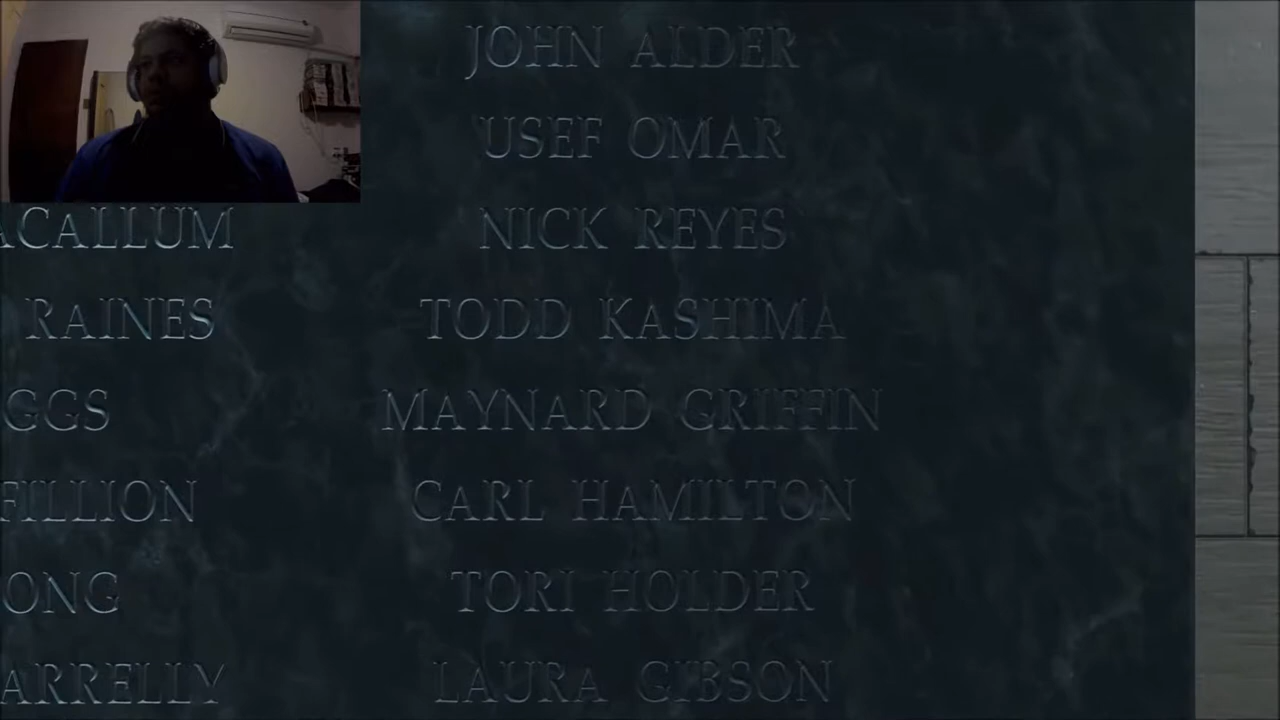 JOHN ALDER
USEF OMAR
ACALLUM NICK REYES
RAINES TODD KASHIMA
GGS MAYNARD GRIFFIN
FILLION CARL HAMILTON
ONG TORI HOLDER
ARRELLY LAURA GIBSON